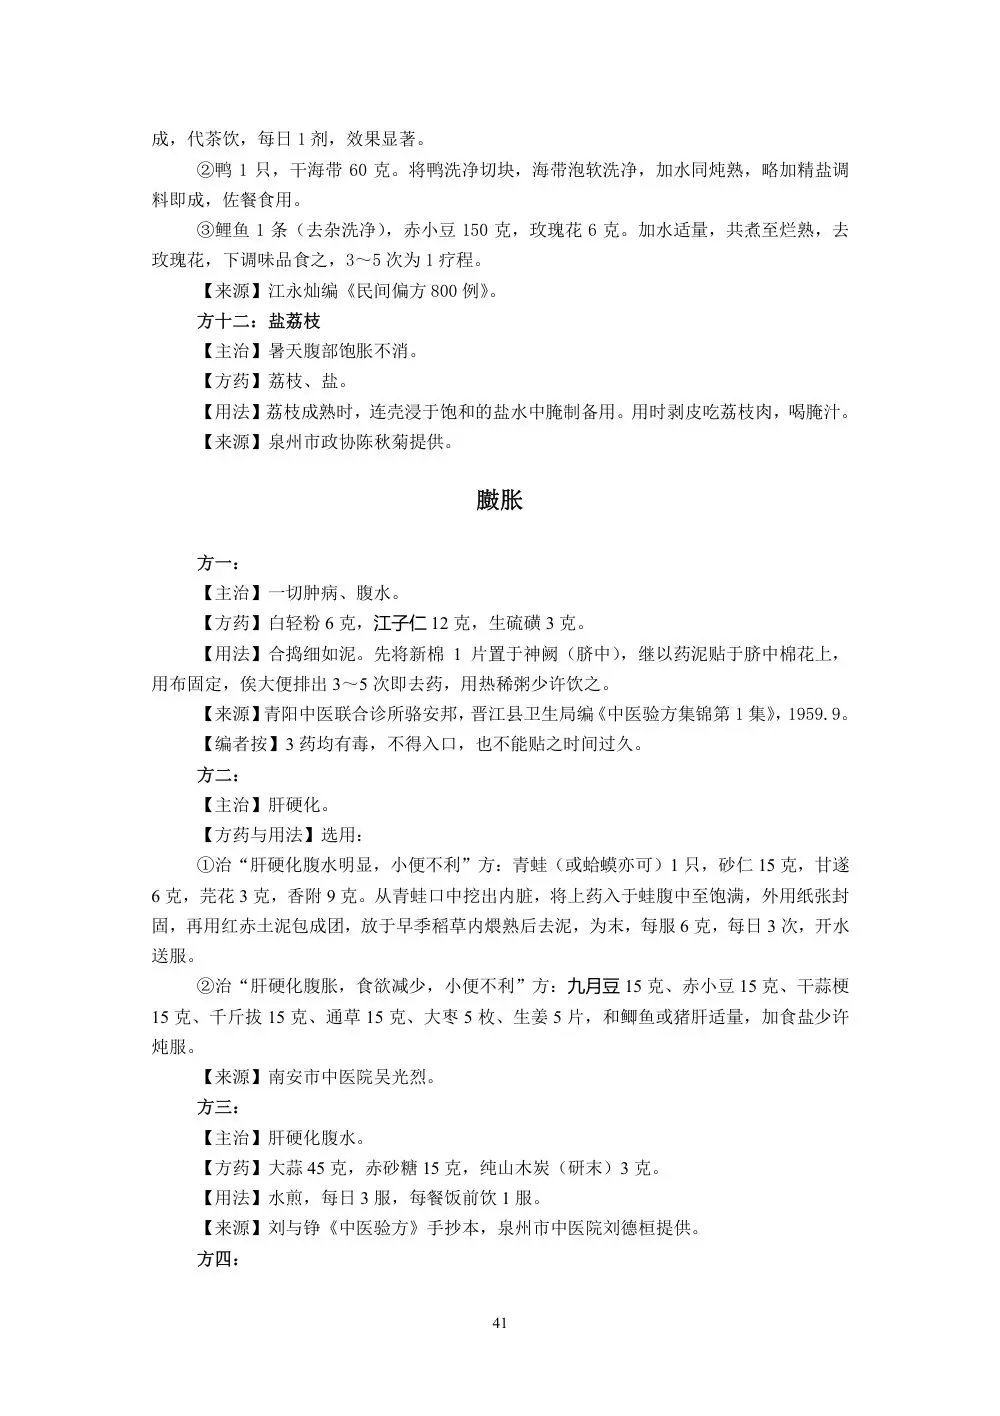 成，代茶饮，每日 1 剂，效果显著。
②鸭 1 只，干海带 60 克。将鸭洗净切块，海带泡软洗净，加水同炖熟，略加精盐调
料即成，佐餐食用。
③鲤鱼 1 条（去杂洗净），赤小豆 150 克，玫瑰花 6 克。加水适量，共煮至烂熟，去
玫瑰花，下调味品食之，3～5 次为 1 疗程。
【来源】江永灿编《民间偏方 800 例》。
方十二：盐荔枝
【主治】暑天腹部饱胀不消。
【方药】荔枝、盐。
【用法】荔枝成熟时，连壳浸于饱和的盐水中腌制备用。用时剥皮吃荔枝肉，喝腌汁。
【来源】泉州市政协陈秋菊提供。
臌胀
方一：
【主治】一切肿病、腹水。
【方药】白轻粉 6 克，江子仁 12 克，生硫磺 3 克。
【用法】合捣细如泥。先将新棉 1 片置于神阙（脐中），继以药泥贴于脐中棉花上，
用布固定，俟大便排出 3～5 次即去药，用热稀粥少许饮之。
【来源】青阳中医联合诊所骆安邦，晋江县卫生局编《中医验方集锦第 1 集》，1959.9。
【编者按】3 药均有毒，不得入口，也不能贴之时间过久。
方二：
【主治】肝硬化。
【方药与用法】选用：
①治“肝硬化腹水明显，小便不利”方：青蛙（或蛤蟆亦可）1 只，砂仁 15 克，甘遂
6 克，芫花 3 克，香附 9 克。从青蛙口中挖出内脏，将上药入于蛙腹中至饱满，外用纸张封
固，再用红赤土泥包成团，放于早季稻草内煨熟后去泥，为末，每服 6 克，每日 3 次，开水
送服。
②治“肝硬化腹胀，食欲减少，小便不利”方：九月豆 15 克、赤小豆 15 克、干蒜梗
15 克、千斤拔 15 克、通草 15 克、大枣 5 枚、生姜 5 片，和鲫鱼或猪肝适量，加食盐少许
炖服。
【来源】南安市中医院吴光烈。
方三：
【主治】肝硬化腹水。
【方药】大蒜 45 克，赤砂糖 15 克，纯山木炭（研末）3 克。
【用法】水煎，每日 3 服，每餐饭前饮 1 服。
【来源】刘与铮《中医验方》手抄本，泉州市中医院刘德桓提供。
方四：
41